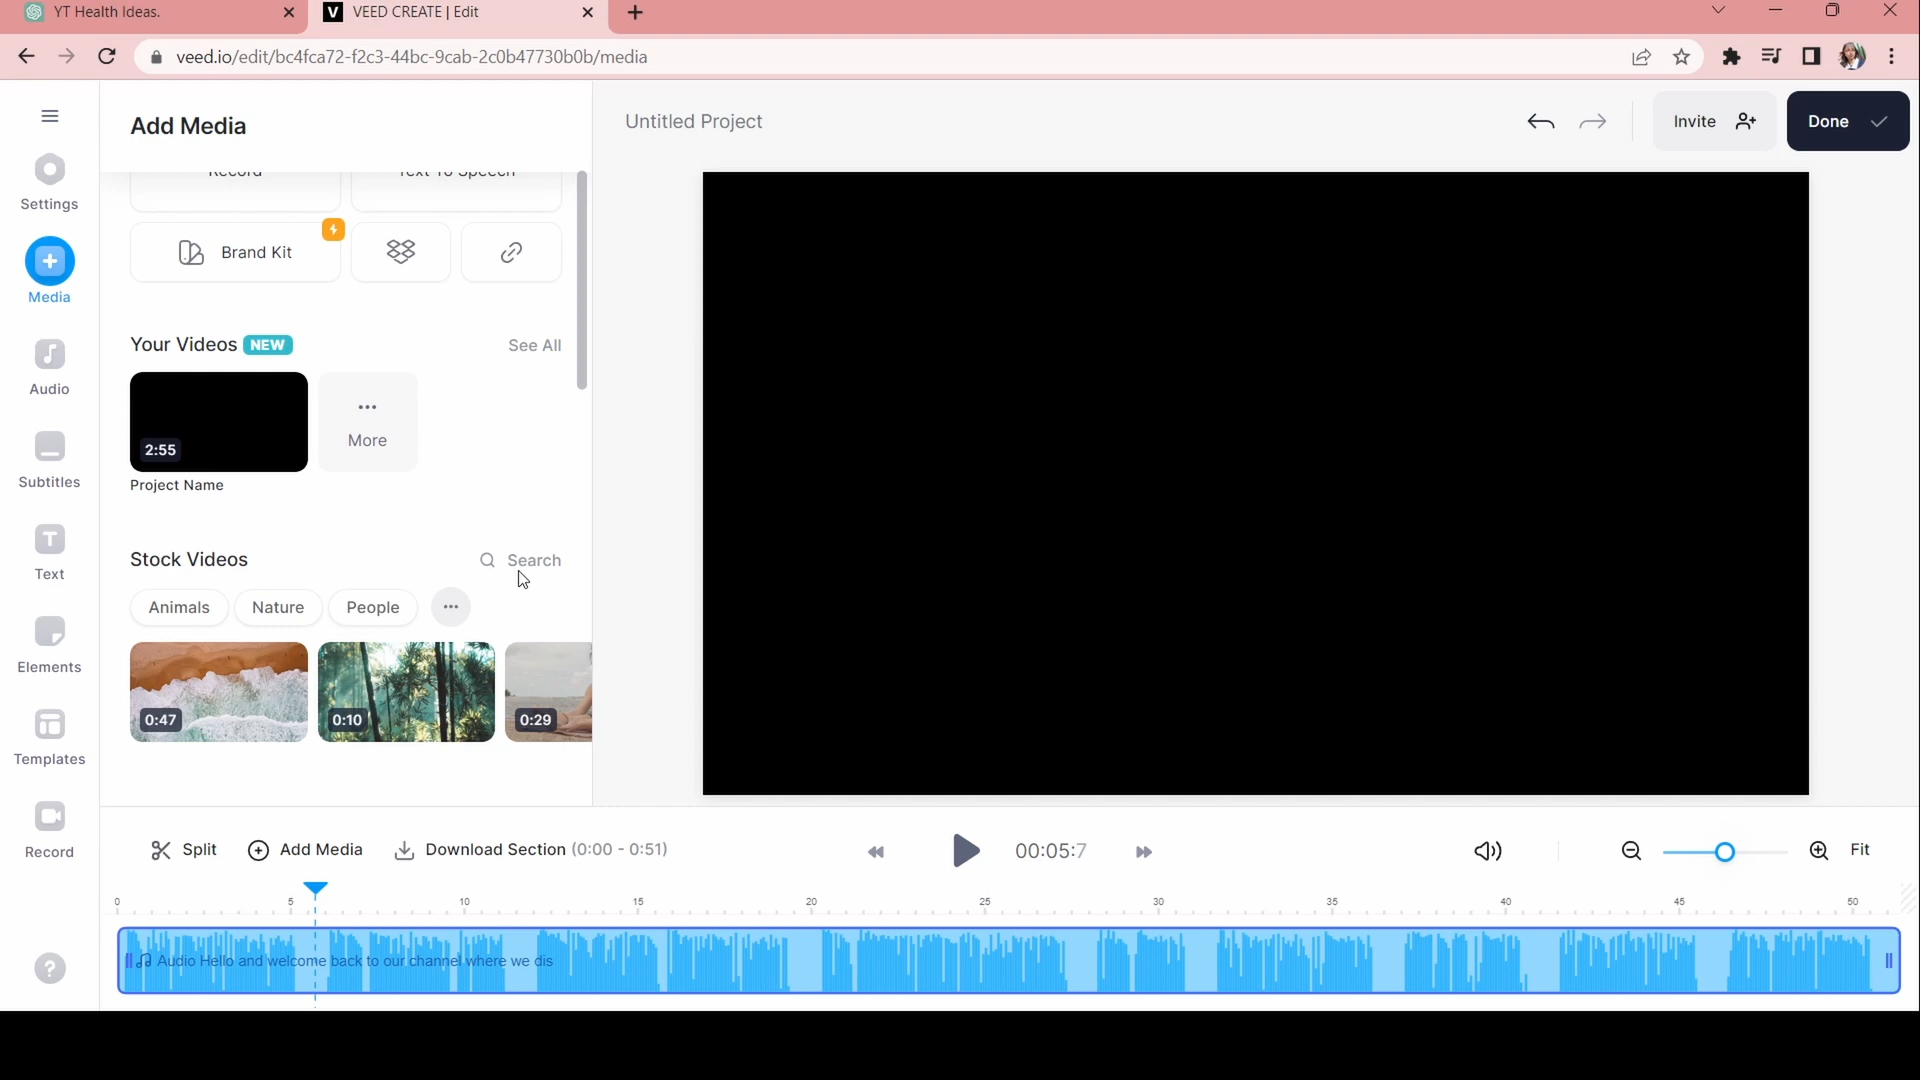 YT Health Ideas.
VEED CREATE | Edit
veed.io/edit/bc4fca72-f2c3-44bc-9cab-2c0b47730b0b/media
Add Media
Untitled Project
Invite
Done
Settings
Record
Text To Speech
Brand Kit
Media
Your Videos NEW
See All
Audio
2:55
More
Project Name
Subtitles
Stock Videos
Search
Text
Animals
Nature
People
Elements
0:47
0:10
0:29
Templates
Record
Split
Add Media
Download Section (0:00 - 0:51)
00:05:7
Fit
0 5 10 15 20 25 30 35 40 45 50
Audio Hello and welcome back to our channel where we dis
?